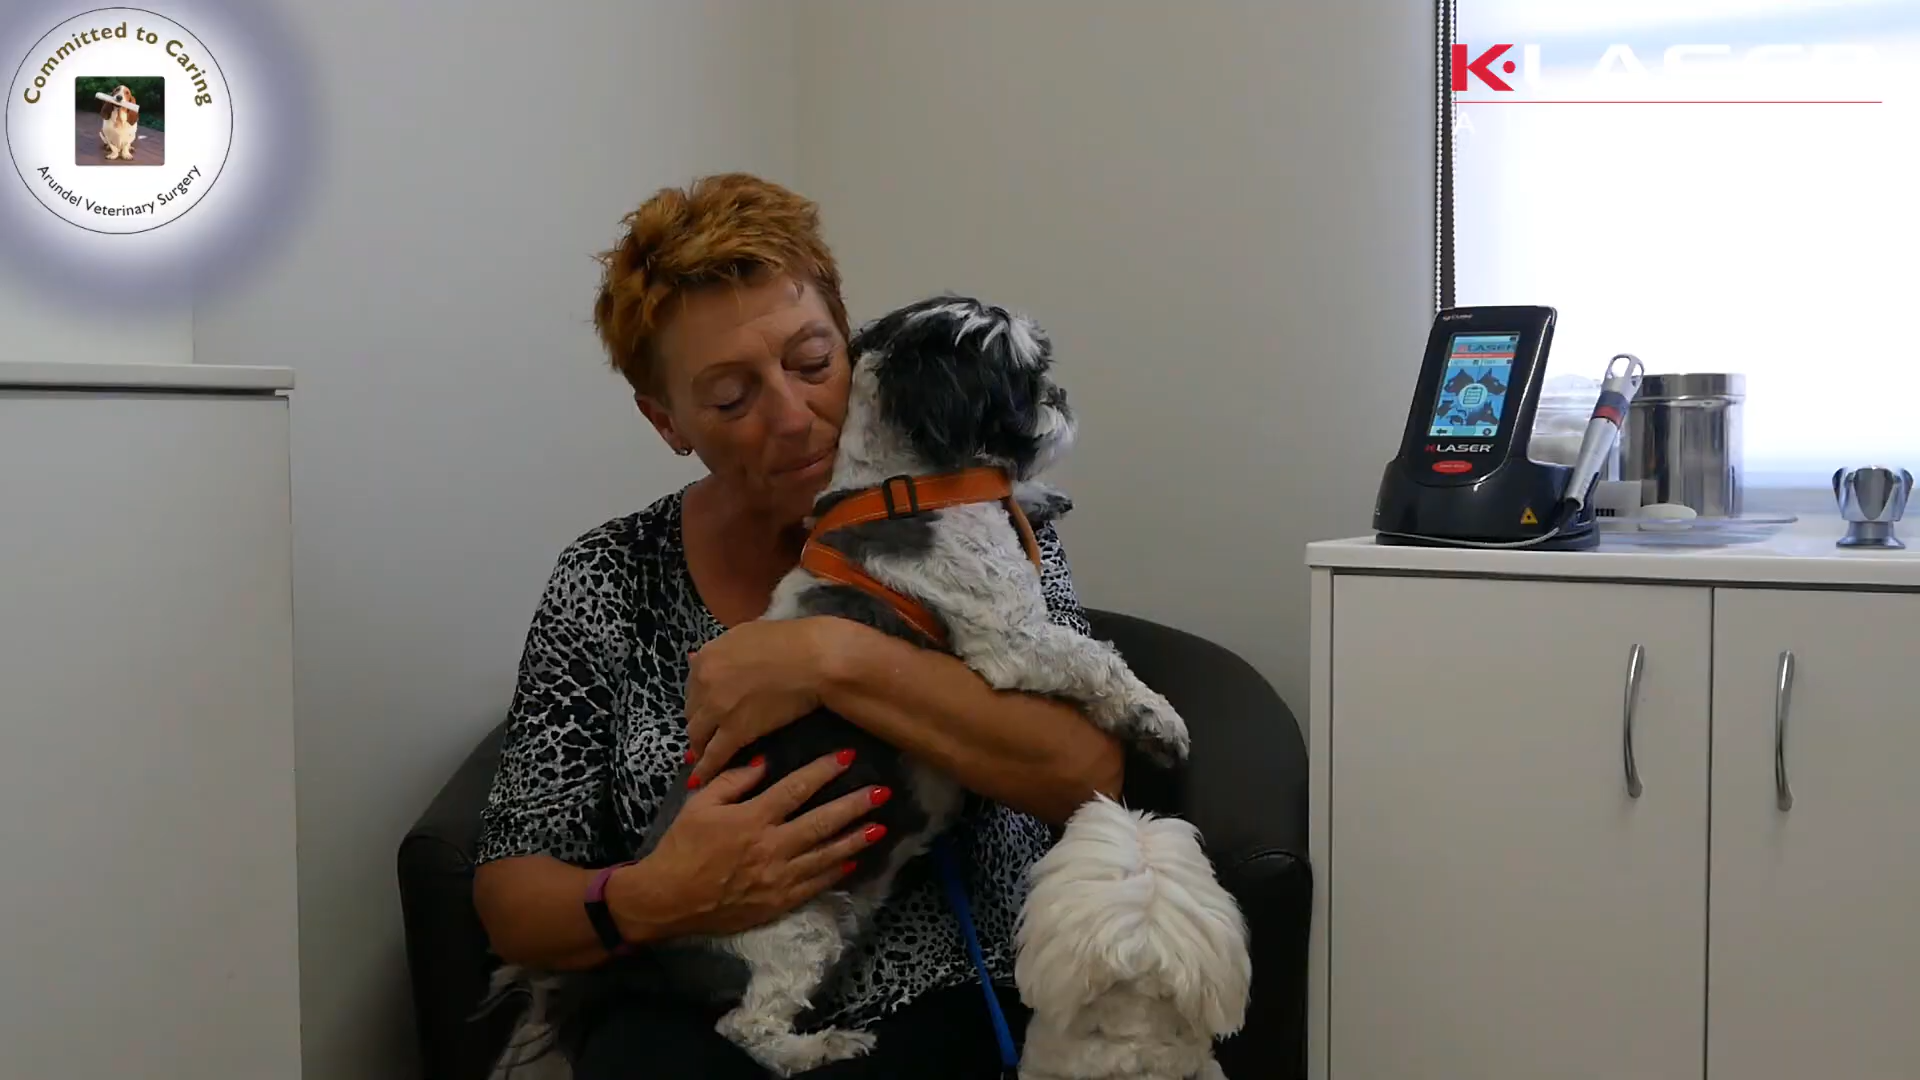 Committed to Caring
Arundel Veterinary Surgery
K·LASER
A
K-LASER